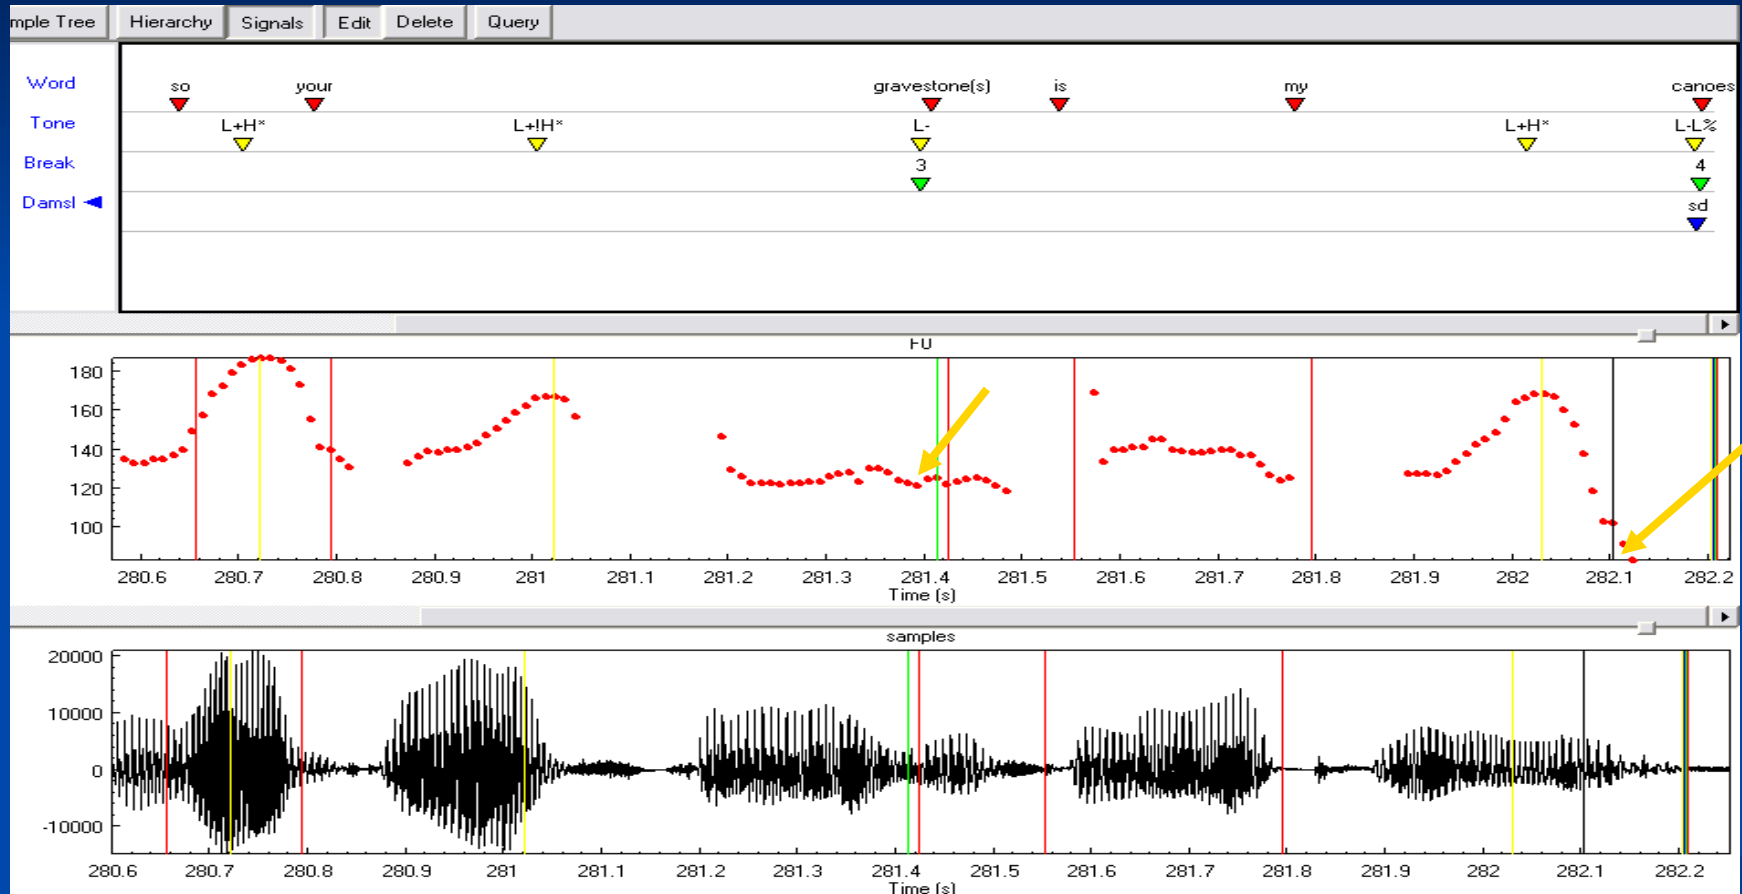 mple Tree Hierarchy Signals Edit Delete Query
Word so your gravestone(s) is my canoes
Tone L+H* L+!H* L- L+H* L-L%
Break 3 4
Damsl sd
F0
180
160
140
120
100
280.6 280.7 280.8 280.9 281 281.1 281.2 281.3 281.4 281.5 281.6 281.7 281.8 281.9 282 282.1 282.2
Time (s)
samples
20000
10000
0
-10000
280.6 280.7 280.8 280.9 281 281.1 281.2 281.3 281.4 281.5 281.6 281.7 281.8 281.9 282 282.1 282.2
Time (s)